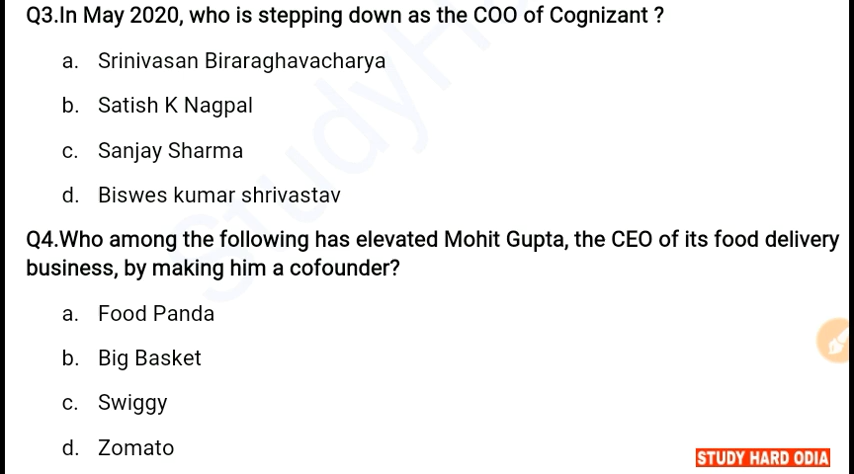 Q3.In May 2020, who is stepping down as the COO of Cognizant ?
a. Srinivasan Biraraghavacharya
b. Satish K Nagpal
c. Sanjay Sharma
d. Biswes kumar shrivastav
Q4.Who among the following has elevated Mohit Gupta, the CEO of its food delivery
business, by making him a cofounder?
a. Food Panda
b. Big Basket
c. Swiggy
d. Zomato
STUDY HARD ODIA